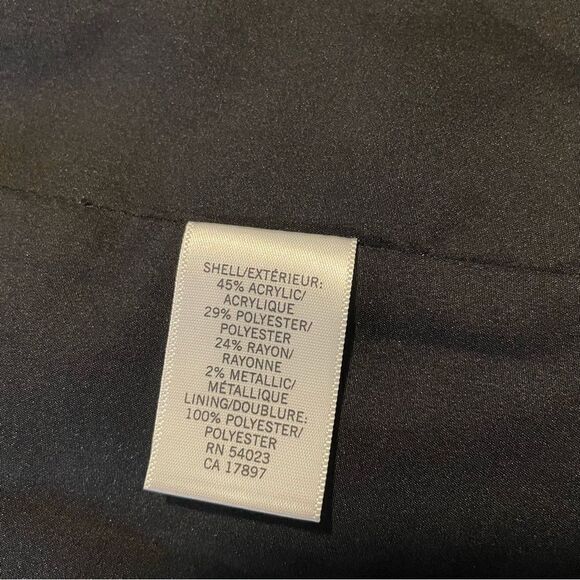 SHELL/EXTÉRIEUR:
45% ACRYLIC/
ACRYLIQUE
29% POLYESTER/
POLYESTER
24% RAYON/
RAYONNE
2% METALLIC/
MÉTALLIQUE
LINING/DOUBLURE:
100% POLYESTER/
POLYESTER
RN 54023
CA 17897